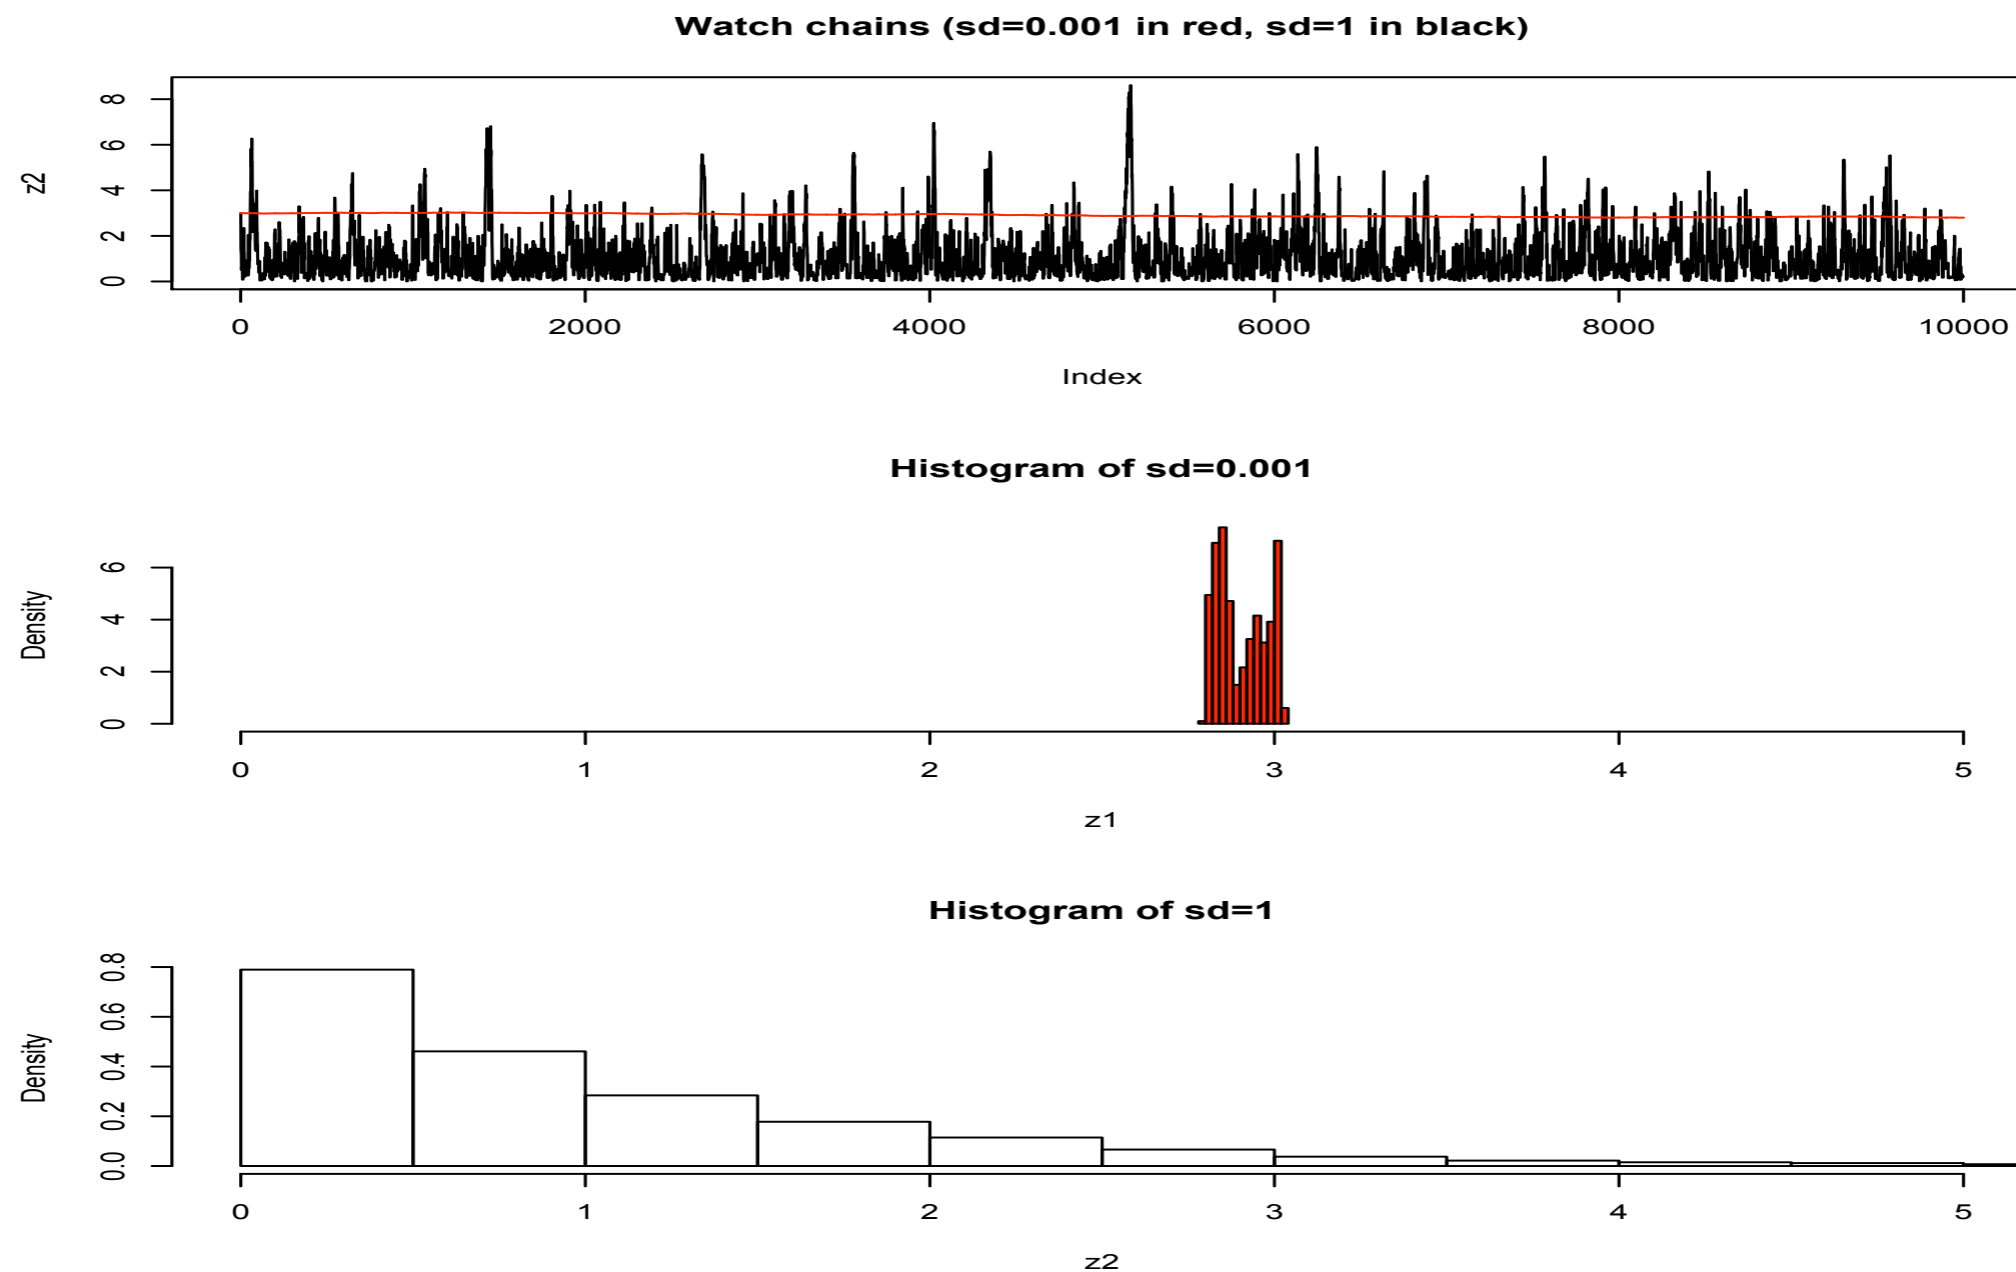 Watch chains (sd=0.001 in red, sd=1 in black)
z2
8
6
4
2
0
0 2000 4000 6000 8000 10000
Index
Histogram of sd=0.001
Density
6
4
2
0
0 1 2 3 4 5
z1
Histogram of sd=1
Density
0.8
0.6
0.4
0.2
0.0
0 1 2 3 4 5
z2